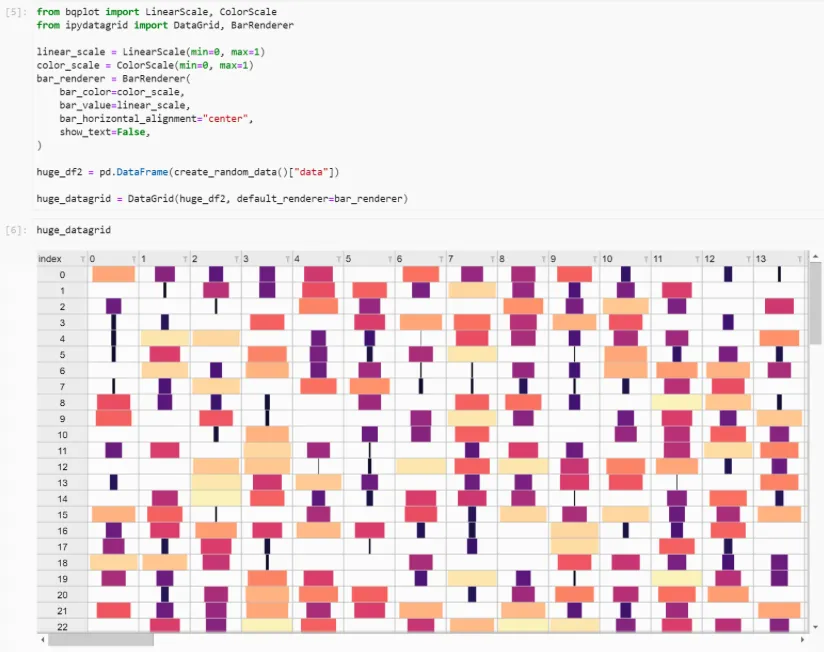 [5]: from bqplot import LinearScale, ColorScale
from ipydatagrid import DataGrid, BarRenderer
linear_scale = LinearScale(min=0, max=1)
color_scale = ColorScale(min=0, max=1)
bar_renderer = BarRenderer(
bar_color=color_scale,
bar_value=linear_scale,
bar_horizontal_alignment="center",
show_text=False,
)
huge_df2 = pd.DataFrame(create_random_data()["data"])
huge_datagrid = DataGrid(huge_df2, default_renderer=bar_renderer)
[6]: huge_datagrid
index 0 1 2 3 4 5 6 7 8 9 10 11 12 13
0
1
2
3
4
5
6
7
8
9
10
11
12
13
14
15
16
17
18
19
20
21
22